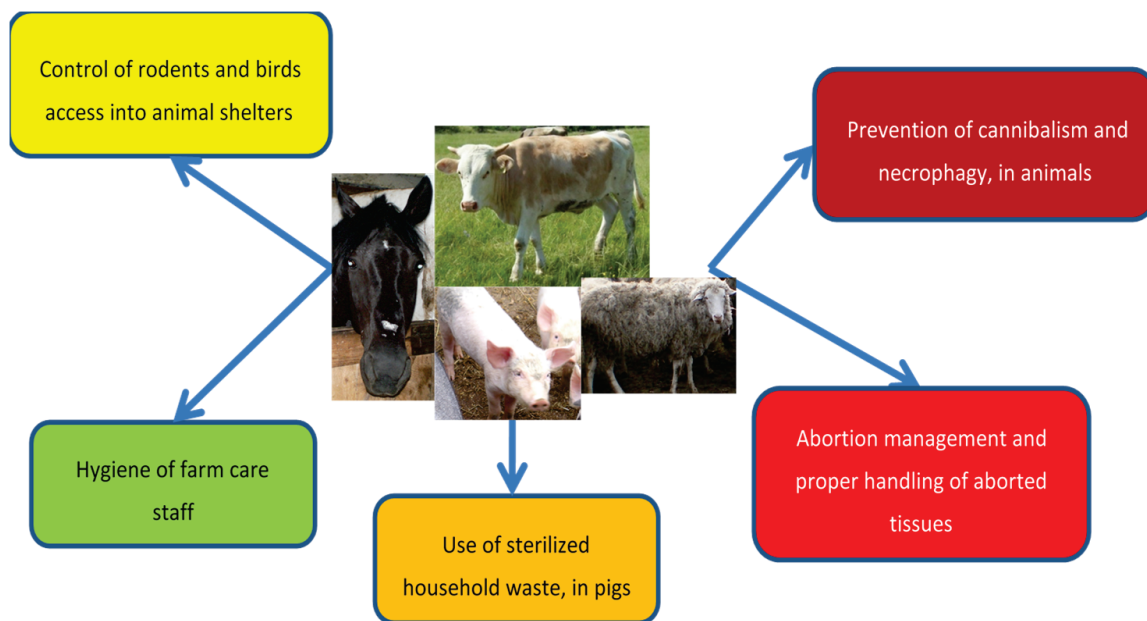 Control of rodents and birds
access into animal shelters
Prevention of cannibalism and
necrophagy, in animals
Hygiene of farm care
staff
Use of sterilized
household waste, in pigs
Abortion management and
proper handling of aborted
tissues